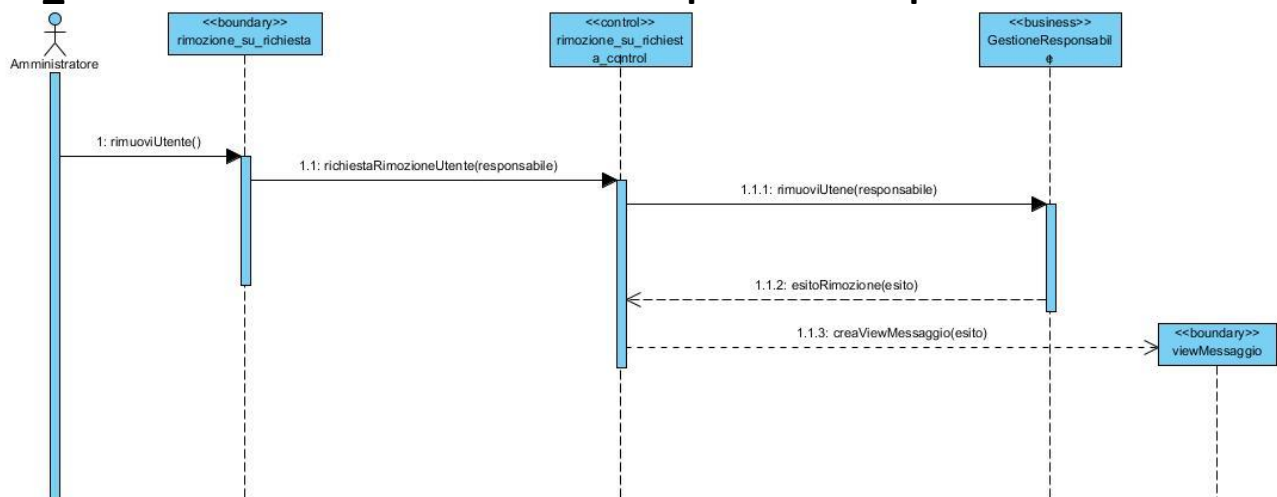 <<boundary>>
rimozione_su_richiesta
<<control>>
rimozione_su_richiest
a_control
<<business>>
GestioneResponsabil
e
Amministratore
1: rimuoviUtente()
1.1: richiestaRimozioneUtente(responsabile)
1.1.1: rimuoviUtene(responsabile)
1.1.2: esitoRimozione(esito)
1.1.3: creaViewMessaggio(esito)
<<boundary>>
viewMessaggio